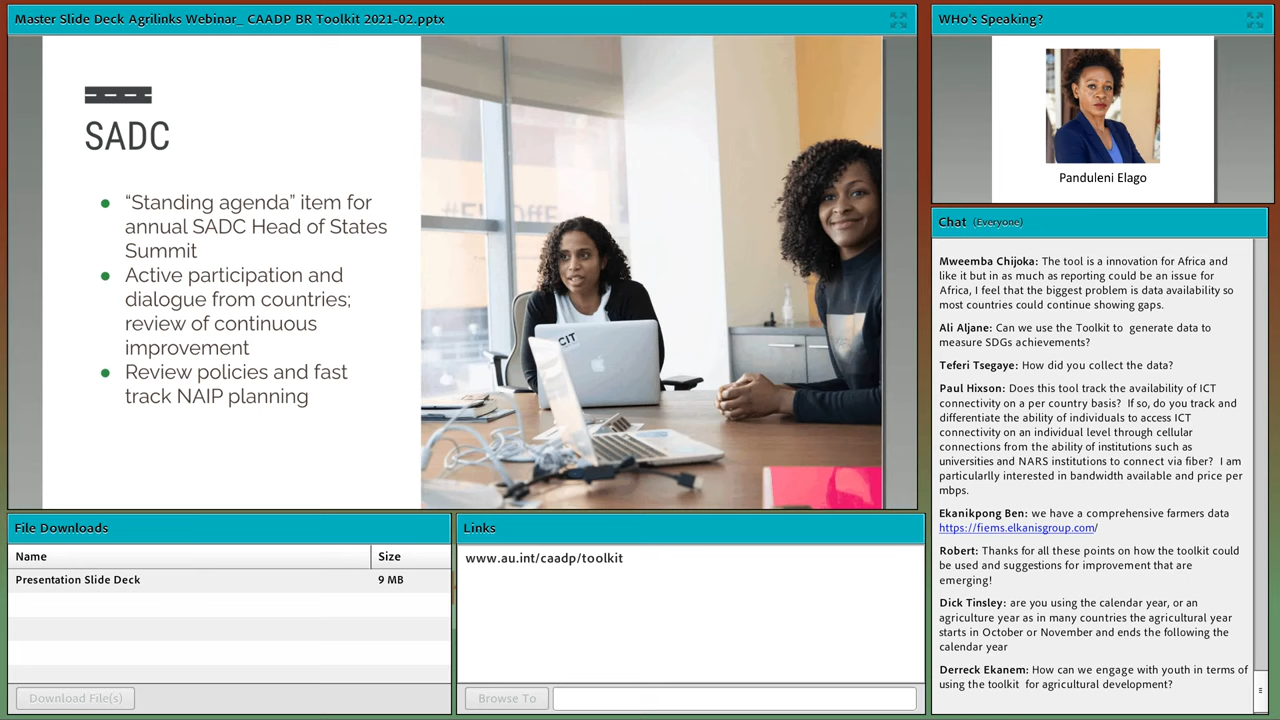 Master Slide Deck Agrilinks Webinar_ CAADP BR Toolkit 2021-02.pptx
SADC
● “Standing agenda” item for
annual SADC Head of States
Summit
● Active participation and
dialogue from countries;
review of continuous
improvement
● Review policies and fast
track NAIP planning
CIT
WHo's Speaking?
Panduleni Elago
Chat (Everyone)
Mweemba Chijoka: The tool is a innovation for Africa and
like it but in as much as reporting could be an issue for
Africa, I feel that the biggest problem is data availability so
most countries could continue showing gaps.
Ali Aljane: Can we use the Toolkit to generate data to
measure SDGs achievements?
Teferi Tsegaye: How did you collect the data?
Paul Hixson: Does this tool track the availability of ICT
connectivity on a per country basis? If so, do you track and
differentiate the ability of individuals to access ICT
connectivity on an individual level through cellular
connections from the ability of institutions such as
universities and NARS institutions to connect via fiber? I am
particularlly interested in bandwidth available and price per
mbps.
Ekanikpong Ben: we have a comprehensive farmers data
https://fiems.elkanisgroup.com/
Robert: Thanks for all these points on how the toolkit could
be used and suggestions for improvement that are
emerging!
Dick Tinsley: are you using the calendar year, or an
agriculture year as in many countries the agricultural year
starts in October or November and ends the following the
calendar year
Derreck Ekanem: How can we engage with youth in terms of
using the toolkit for agricultural development?
File Downloads
Name Size
Presentation Slide Deck 9 MB
Download File(s)
Links
www.au.int/caadp/toolkit
Browse To